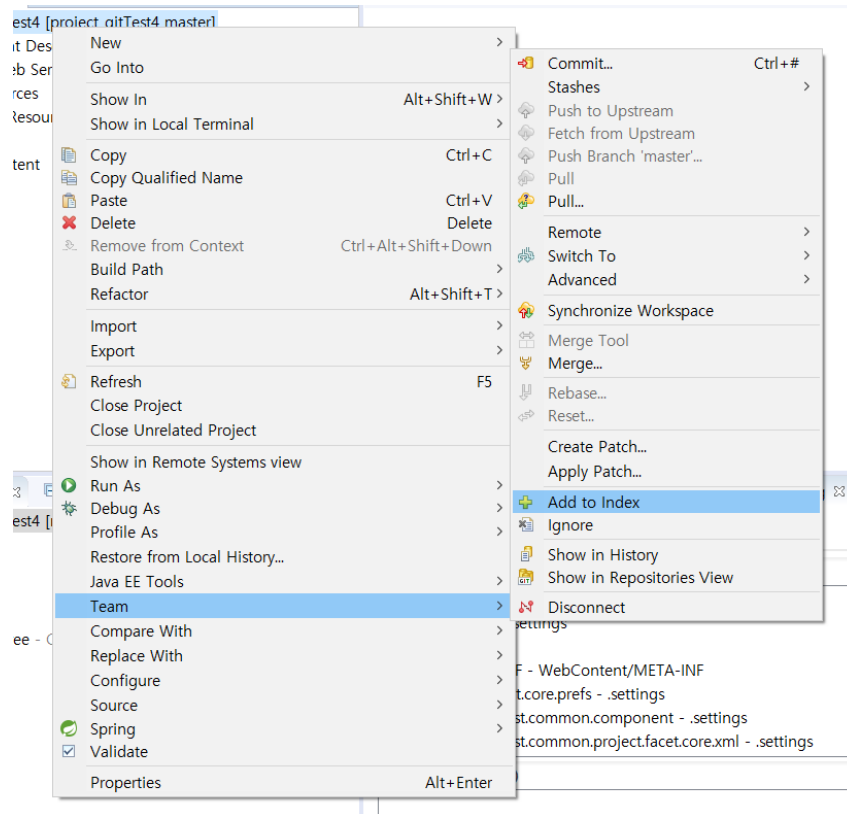 est4 [project_gitTest4 master]
nt Des
eb Ser
rces
Resou
tent
est4 [
ee - C
New
Go Into
Show In Alt+Shift+W
Show in Local Terminal
Copy Ctrl+C
Copy Qualified Name
Paste Ctrl+V
Delete Delete
Remove from Context Ctrl+Alt+Shift+Down
Build Path
Refactor Alt+Shift+T
Import
Export
Refresh F5
Close Project
Close Unrelated Project
Show in Remote Systems view
Run As
Debug As
Profile As
Restore from Local History...
Java EE Tools
Team
Compare With
Replace With
Configure
Source
Spring
Validate
Properties Alt+Enter
Commit... Ctrl+#
Stashes
Push to Upstream
Fetch from Upstream
Push Branch 'master'...
Pull
Pull...
Remote
Switch To
Advanced
Synchronize Workspace
Merge Tool
Merge...
Rebase...
Reset...
Create Patch...
Apply Patch...
Add to Index
Ignore
Show in History
GIT
Show in Repositories View
Disconnect
settings
F - WebContent/META-INF
t.core.prefs - .settings
st.common.component - .settings
st.common.project.facet.core.xml - .settings